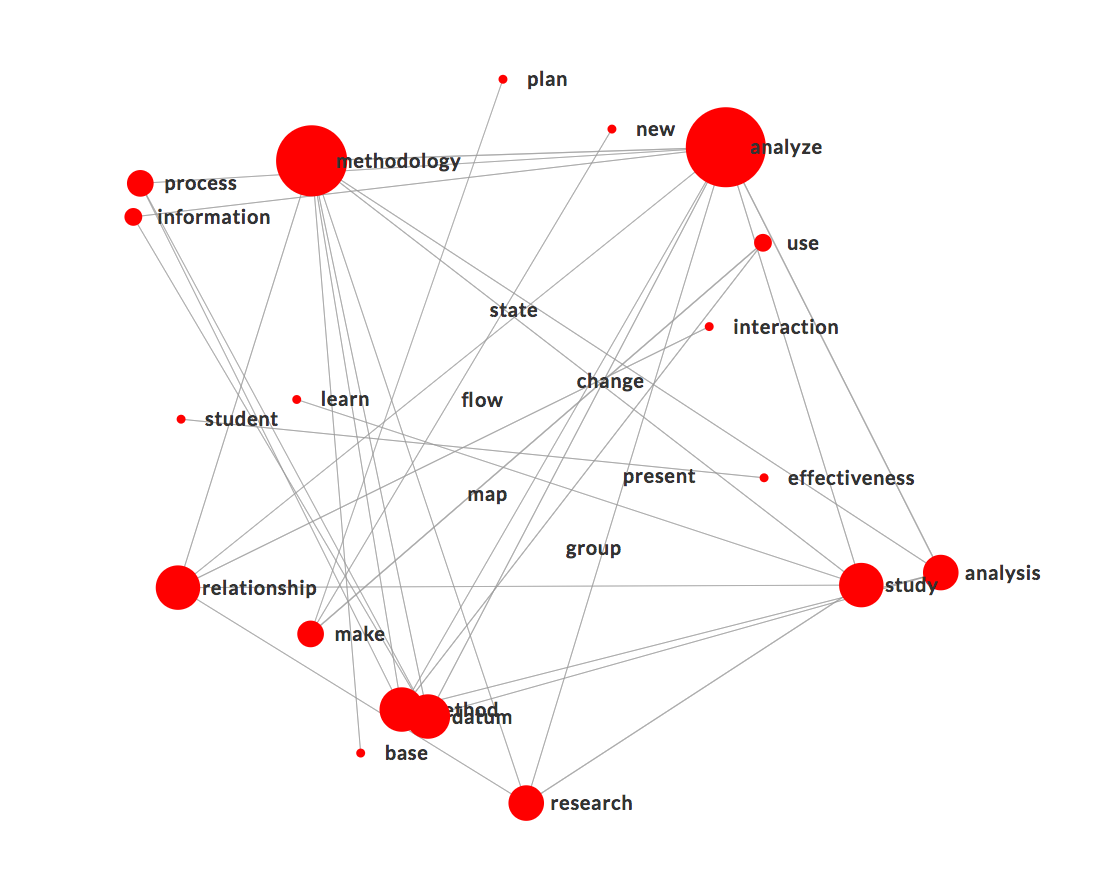 plan
new
analyze
methodology
process
information
use
state
interaction
change
learn
flow
student
present
effectiveness
map
group
analysis
study
relationship
make
ethod
datum
base
research